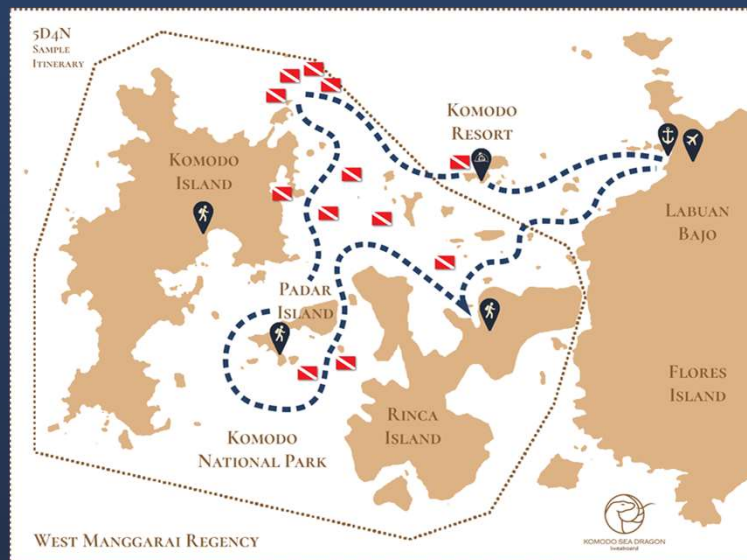 5D4N
Sample
Itinerary
Komodo
Resort
Komodo
Island
Labuan
Bajo
Padar
Island
Flores
Island
Rinca
Island
Komodo
National Park
West Manggarai Regency
KOMODO SEA DRAGON
liveaboard